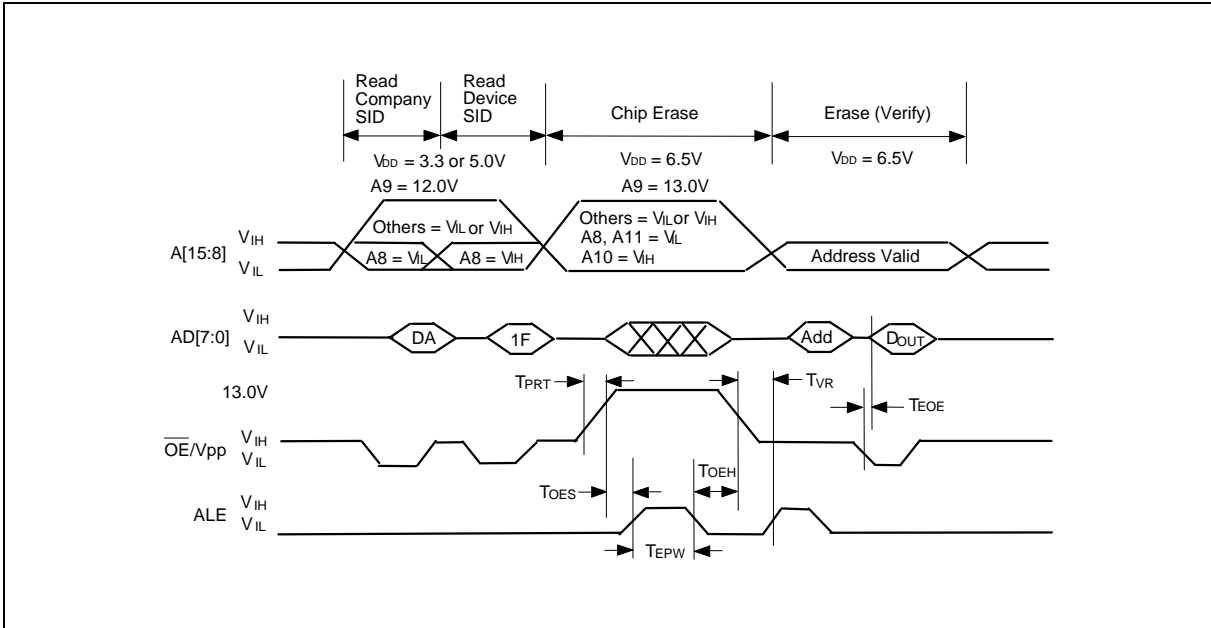 Read
Company
SID
Read
Device
SID
Chip Erase
Erase (Verify)
VDD = 3.3 or 5.0V
VDD = 6.5V
VDD = 6.5V
A9 = 12.0V
A9 = 13.0V
Others = VIL or VIH
Others = VIL or VIH
A8, A11 = VIL
A10 = VIH
A[15:8]
VIH
VIL
A8 = VIL
A8 = VIH
Address Valid
AD[7:0]
VIH
VIL
DA
1F
Add
DOUT
TPRT
TVR
TEOE
13.0V
OE/Vpp
VIH
VIL
TOEH
TOES
ALE
VIH
VIL
TEPW